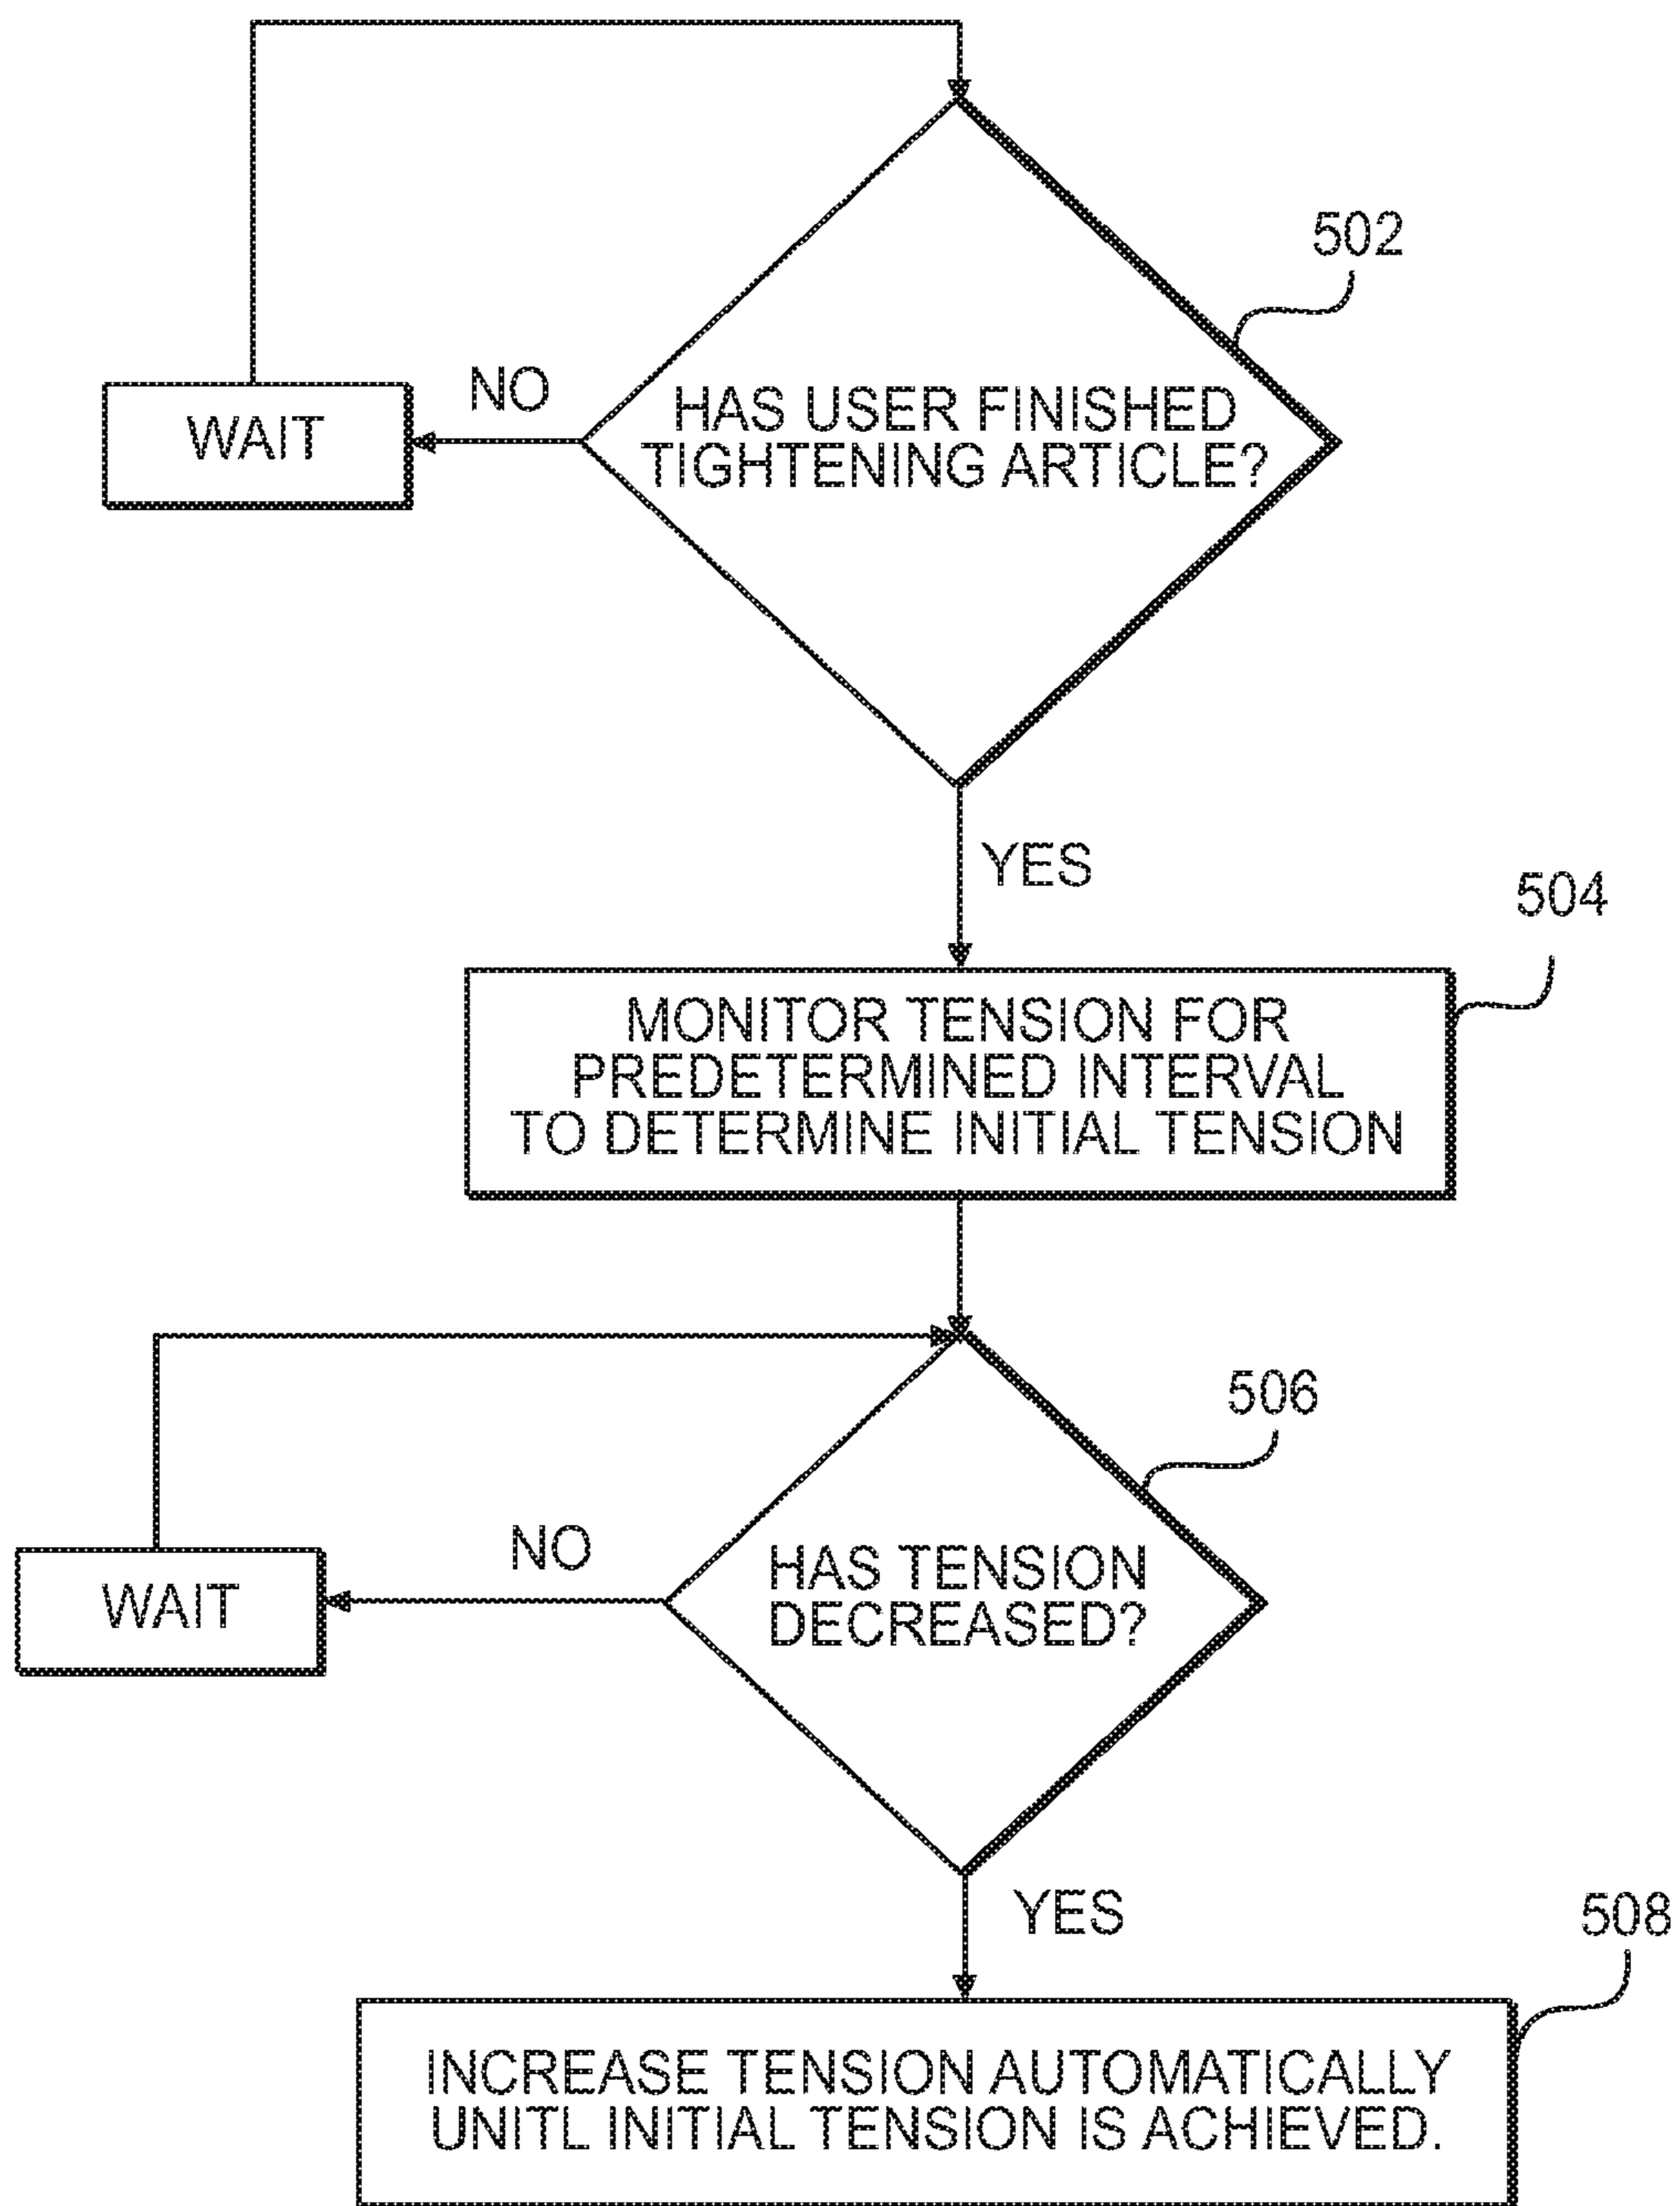 502
NO
WAIT
HAS USER FINISHED
TIGHTENING ARTICLE?
YES
504
MONITOR TENSION FOR
PREDETERMINED INTERVAL
TO DETERMINE INITIAL TENSION
506
NO
WAIT
HAS TENSION
DECREASED?
YES
508
INCREASE TENSION AUTOMATICALLY
UNITL INITIAL TENSION IS ACHIEVED.